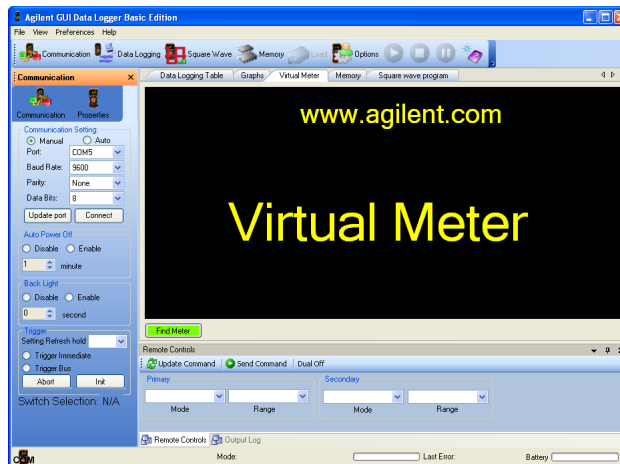 Agilent GUI Data Logger Basic Edition
File View Preferences Help
Communication Data Logging Square Wave Memory Load Options
Communication
Data Logging Table Graphs Virtual Meter Memory Square wave program
Communication Properties
Communication Setting:
Manual Auto
Port: COM5
Baud Rate: 9600
Parity: None
Data Bits: 8
Update port Connect
Auto Power Off
Disable Enable
1 minute
Back Light
Disable Enable
0 second
Trigger
Setting Refresh hold
Trigger Immediate
Trigger Bus
Abort Init
Switch Selection: N/A
www.agilent.com
Virtual Meter
Find Meter
Remote Controls
Update Command Send Command Dual Off
Primary Secondary
Mode Range Mode Range
Remote Controls Output Log
COM Mode: Last Error: Battery